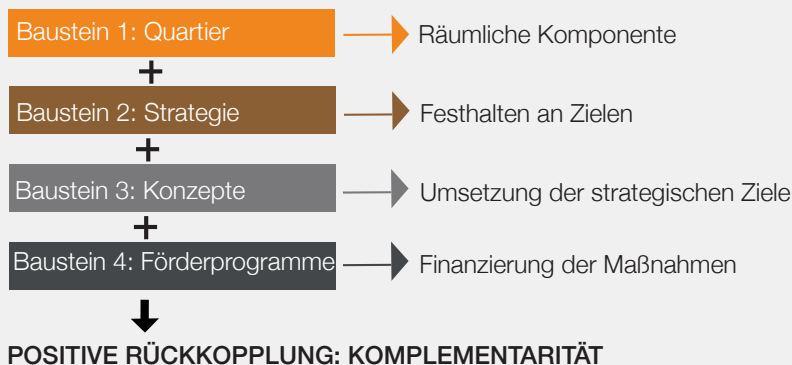 Baustein 1: Quartier Räumliche Komponente
+
Baustein 2: Strategie Festhalten an Zielen
+
Baustein 3: Konzepte Umsetzung der strategischen Ziele
+
Baustein 4: Förderprogramme Finanzierung der Maßnahmen
POSITIVE RÜCKKOPPLUNG: KOMPLEMENTARITÄT